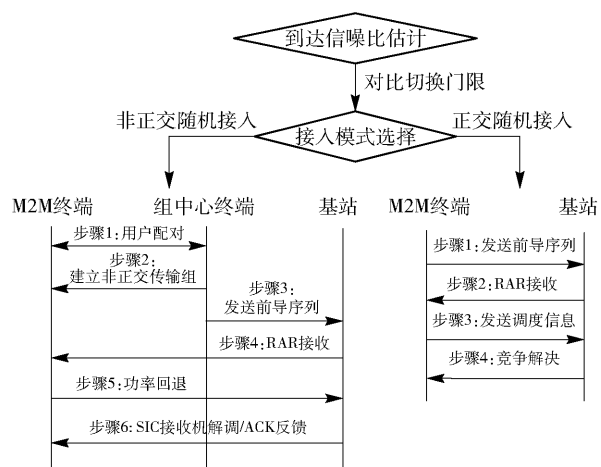 到达信噪比估计
对比切换门限
非正交随机接入
接入模式选择
正交随机接入
M2M终端
组中心终端
基站
步骤1:用户配对
步骤2:
建立非正交传输组
步骤3:
发送前导序列
步骤4:RAR接收
步骤5:功率回退
步骤6:SIC接收机解调/ACK反馈
M2M终端
基站
步骤1:发送前导序列
步骤2:RAR接收
步骤3:发送调度信息
步骤4:竞争解决